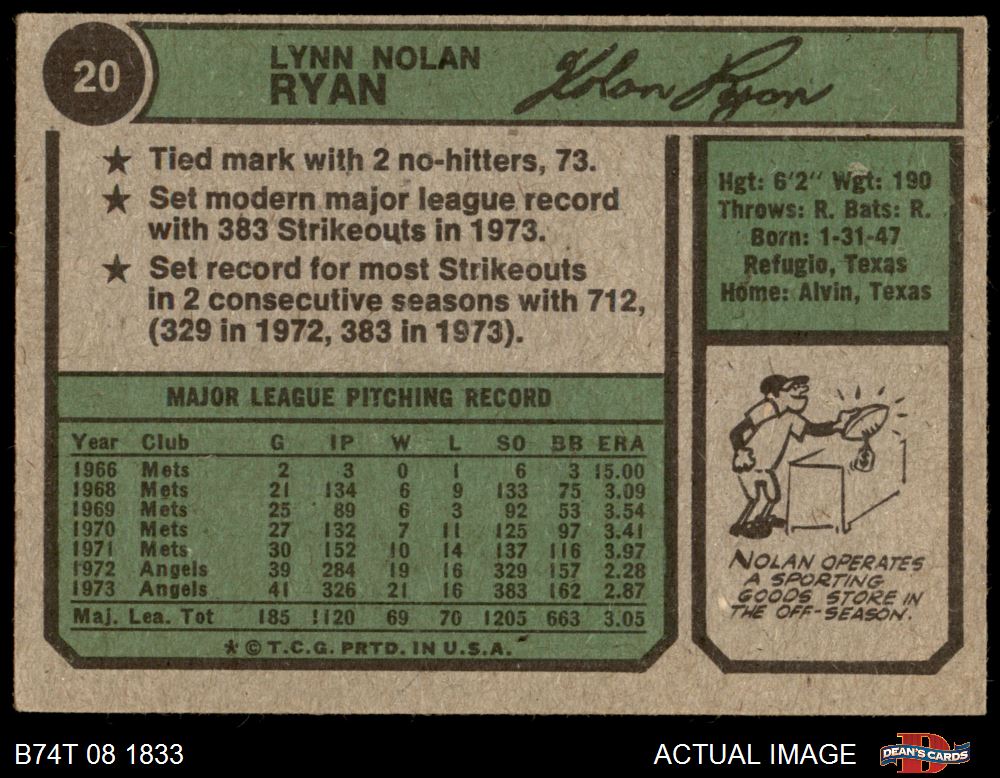 20
LYNN NOLAN
RYAN
Nolan Ryan
★ Tied mark with 2 no-hitters, 73.
★ Set modern major league record
with 383 Strikeouts in 1973.
★ Set record for most Strikeouts
in 2 consecutive seasons with 712,
(329 in 1972, 383 in 1973).
Hgt: 6'2" Wgt: 190
Throws: R. Bats: R.
Born: 1-31-47
Refugio, Texas
Home: Alvin, Texas
MAJOR LEAGUE PITCHING RECORD
Year Club G IP W L SO BB ERA
1966 Mets 2 3 0 1 6 3 15.00
1968 Mets 21 134 6 9 133 75 3.09
1969 Mets 25 89 6 3 92 53 3.54
1970 Mets 27 132 7 11 125 97 3.41
1971 Mets 30 152 10 14 137 116 3.97
1972 Angels 39 284 19 16 329 157 2.28
1973 Angels 41 326 21 16 383 162 2.87
Maj. Lea. Tot 185 1120 69 70 1205 663 3.05
* © T.C.G. PRTD. IN U.S.A.
$
NOLAN OPERATES
A SPORTING
GOODS STORE IN
THE OFF-SEASON.
B74T 08 1833
ACTUAL IMAGE
D
DEAN'S CARDS